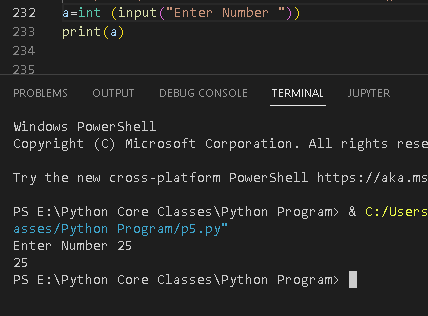 232 a=int (input("Enter Number "))
233 print(a)
234
235
PROBLEMS OUTPUT DEBUG CONSOLE TERMINAL JUPYTER
Windows PowerShell
Copyright (C) Microsoft Corporation. All rights rese
Try the new cross-platform PowerShell https://aka.ms
PS E:\Python Core Classes\Python Program> & C:/Users
asses/Python Program/p5.py"
Enter Number 25
25
PS E:\Python Core Classes\Python Program>